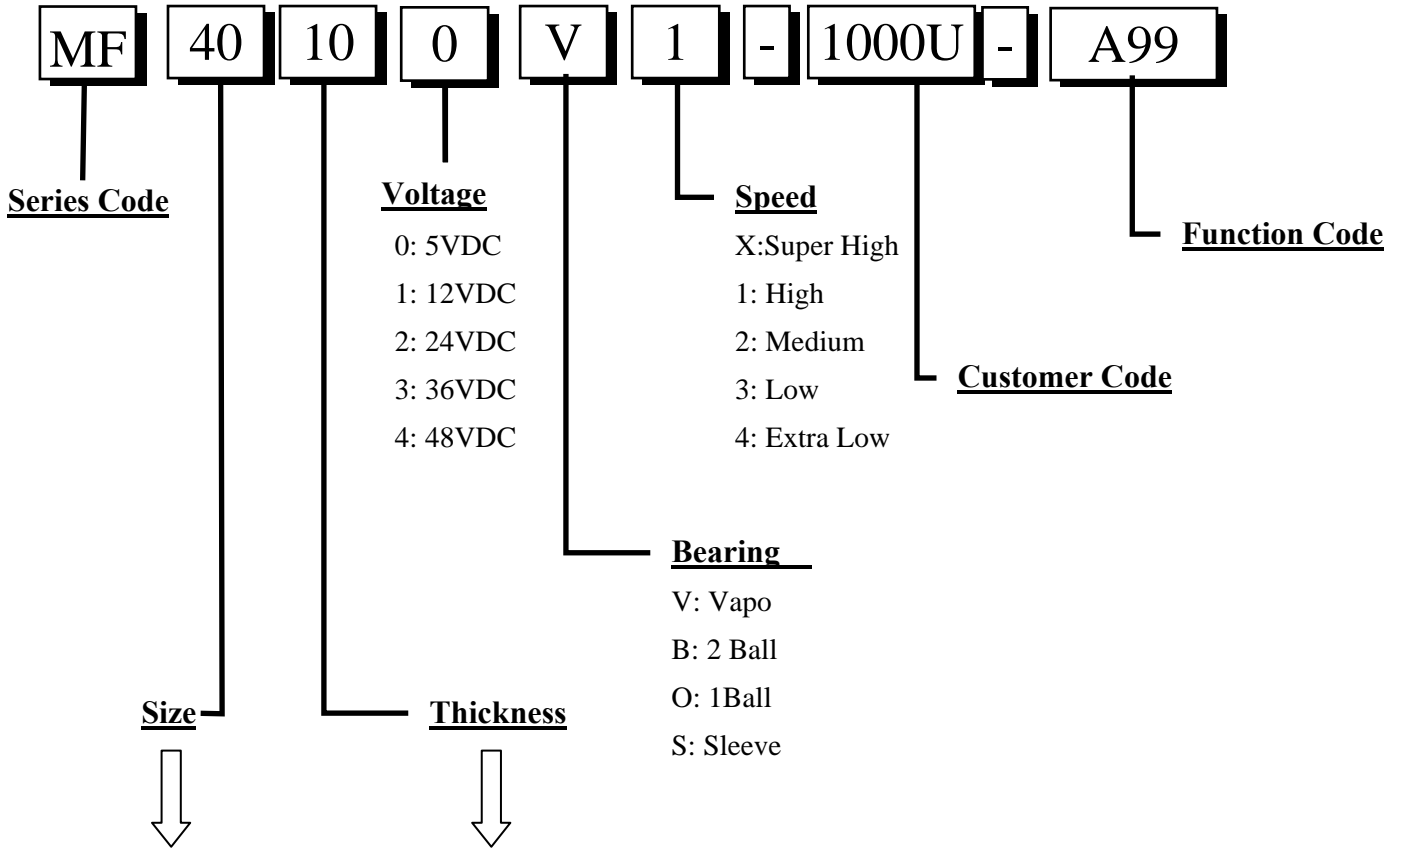 MF 40 10 0 V 1 - 1000U - A99
Series Code
Voltage
0: 5VDC
1: 12VDC
2: 24VDC
3: 36VDC
4: 48VDC
Speed
X:Super High
1: High
2: Medium
3: Low
4: Extra Low
Function Code
Customer Code
Bearing
V: Vapo
B: 2 Ball
O: 1Ball
S: Sleeve
Size
Thickness